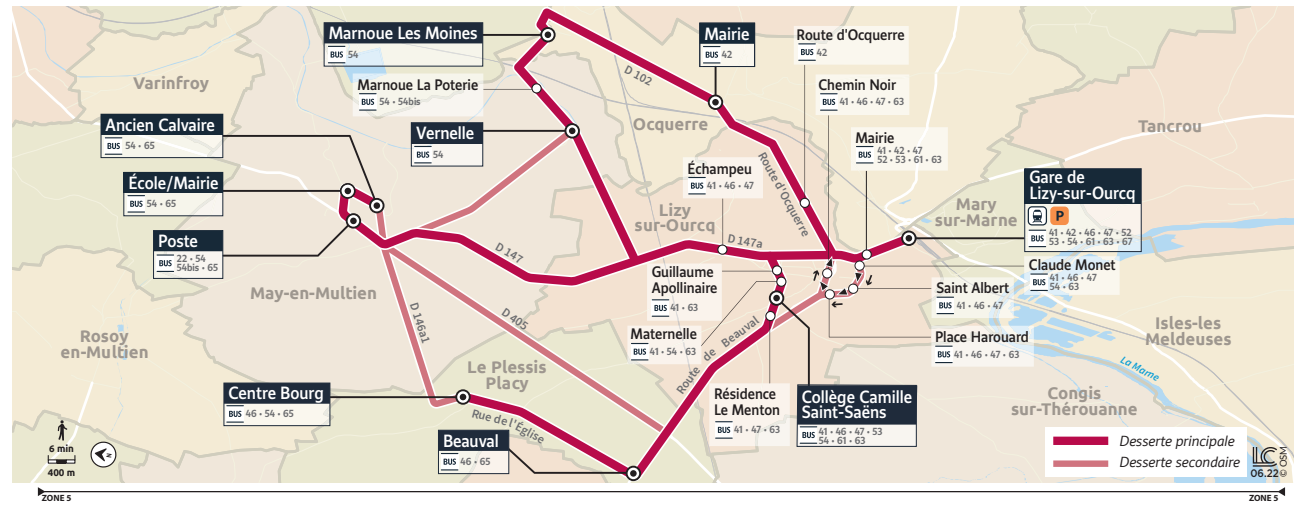 Marnoue Les Moines
BUS 54
Mairie
BUS 42
Route d'Ocquerre
BUS 42
D 102
Varinfroy
Marnoue La Poterie
BUS 54 • 54bis
Chemin Noir
BUS 41 • 46 • 47 • 63
Ancien Calvaire
BUS 54 • 65
Vernelle
BUS 54
Ocquerre
Tancrou
Mairie
BUS 41 • 42 • 47
52 • 53 • 61 • 63
École/Mairie
BUS 54 • 65
Échampeu
BUS 41 • 46 • 47
Route d'Ocquerre
Gare de
Lizy-sur-Ourcq
P
BUS 41 • 42 • 46 • 47 • 52
53 • 54 • 61 • 63 • 67
Mary
sur-Marne
Lizy
sur-Ourcq
Poste
BUS 22 • 54
54bis • 65
D 147
D 147a
Claude Monet
BUS 41 • 46 • 47
54 • 63
Guillaume
Apollinaire
BUS 41 • 63
Saint Albert
BUS 41 • 46 • 47
May-en-Multien
D 146a1
D 405
Maternelle
BUS 41 • 54 • 63
Route de Beauval
Place Harouard
BUS 41 • 46 • 47 • 63
Isles-les
Meldeuses
Rosoy
en-Multien
Le Plessis
Placy
La Marne
Centre Bourg
BUS 46 • 54 • 65
Résidence
Le Menton
BUS 41 • 47 • 63
Collège Camille
Saint-Saëns
BUS 41 • 46 • 47 • 53
54 • 61 • 63
Congis
sur-Thérouanne
Rue de l'Église
Beauval
BUS 46 • 65
6 min
400 m
N
Desserte principale
Desserte secondaire
LC
06.22 © OSM
ZONE 5
ZONE 5